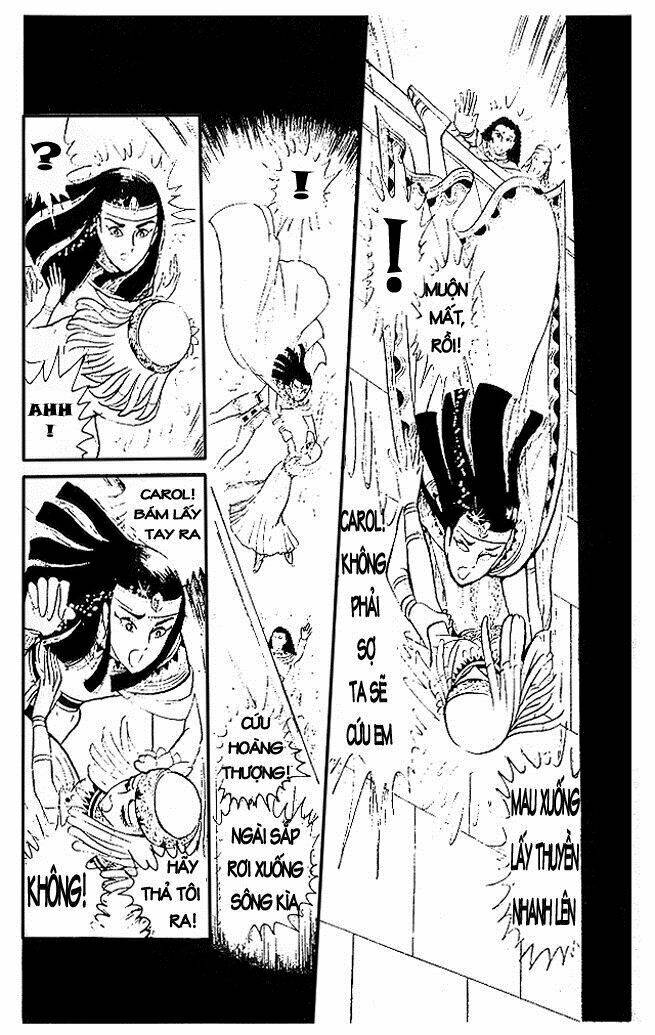 !
MUỘN
MẤT,
RỒI!
CAROL!
KHÔNG
PHẢI
SỢ
TA SẼ
CỨU EM
MAU XUỐNG
LẤY THUYỀN
NHANH LÊN
!
CỨU
HOÀNG
THƯỢNG!
NGÀI SẮP
RƠI XUỐNG
SÔNG KÌA
?
AHH
!
CAROL!
BÁM LẤY
TAY RA
KHÔNG!
HÃY
THẢ TÔI
RA!